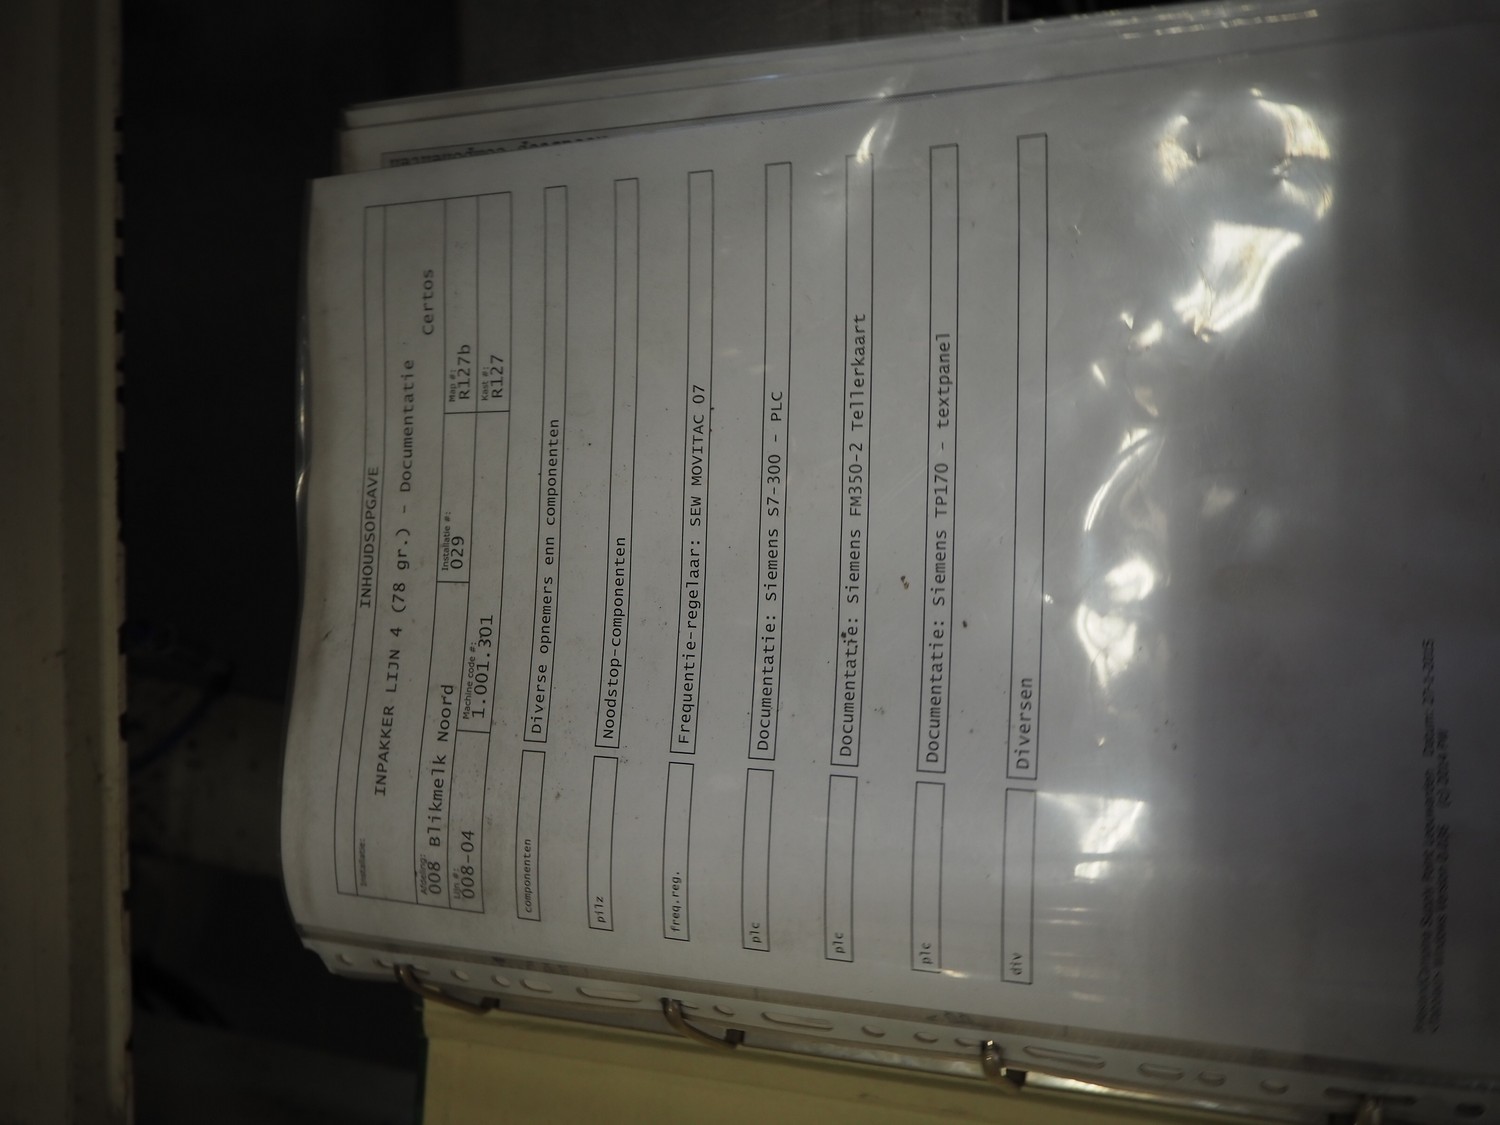 INHOUDSOPGAVE
Installatie:
INPAKKER LIJN 4 (78 gr.) - Documentatie
Certos
Afdeling:
008 Blikmelk Noord
Installatie #:
029
Map #:
R127b
Lijn #:
008-04
Machine code #:
1.001.301
Kast #:
R127
componenten Diverse opnemers enn componenten
pilz Noodstop-componenten
freq.reg. Frequentie-regelaar: SEW MOVITAC 07
plc Documentatie: Siemens S7-300 - PLC
plc Documentatie: Siemens FM350-2 Tellerkaart
plc Documentatie: Siemens TP170 - textpanel
div Diversen